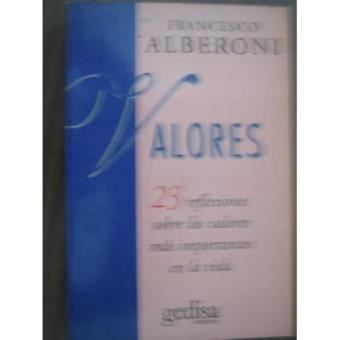 FRANCESCO
ALBERONI
VALORES
23 reflexiones
sobre los valores
más importantes
en la vida
gedisa